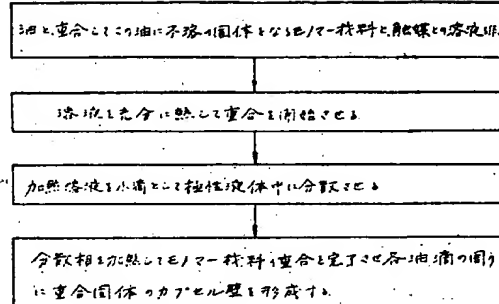 油と重合してこの油に不溶の固体となるモノマー材料と、触媒との溶液
溶液を充分に熱して重合を開始させる
加熱溶液を小滴として極性液体中に分散させる
分散相を加熱してモノマー材料の重合を完了させ各油滴の周り
に重合固体のカプセル壁を形成する.